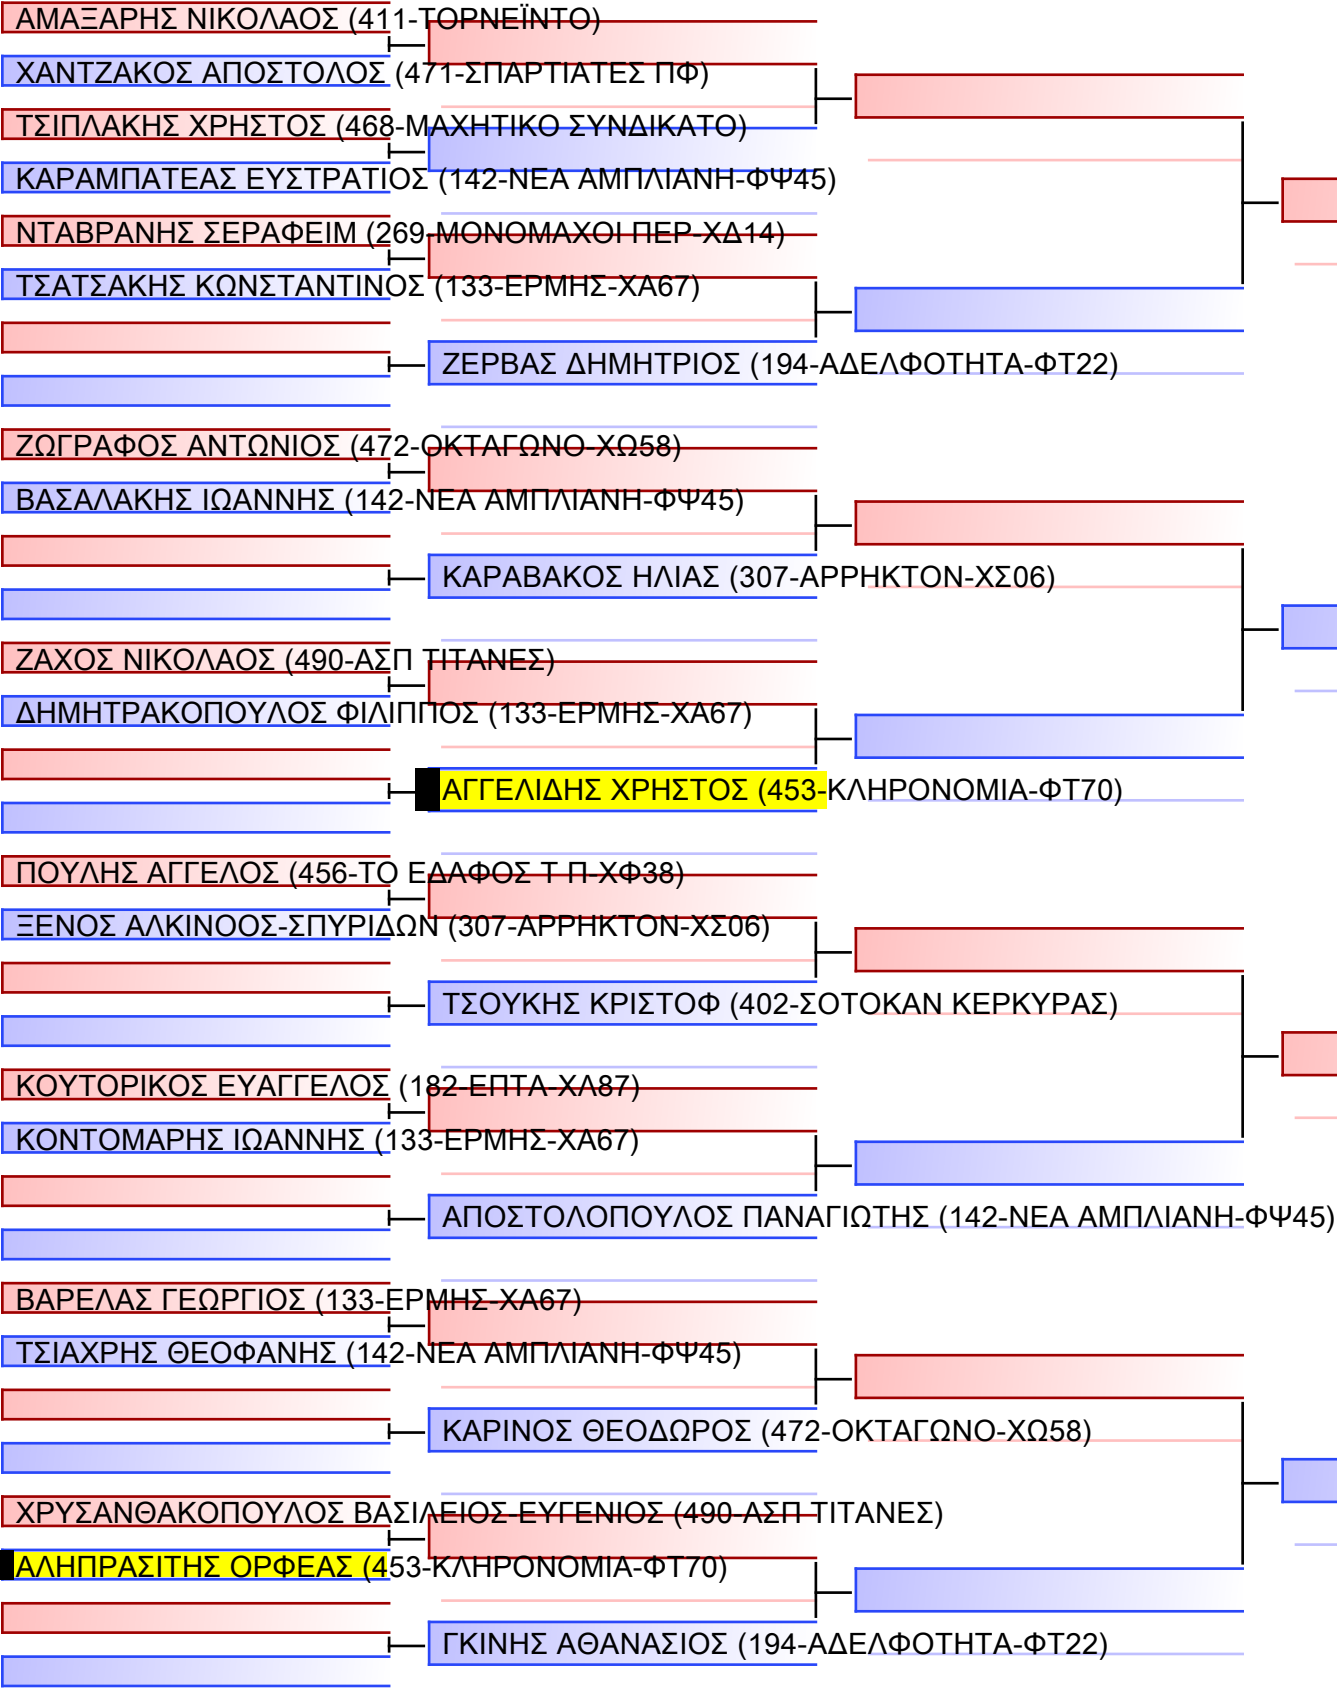 ΑΜΑΞΑΡΗΣ ΝΙΚΟΛΑΟΣ (411-ΤΟΡΝΕΪΝΤΟ)
ΧΑΝΤΖΑΚΟΣ ΑΠΟΣΤΟΛΟΣ (471-ΣΠΑΡΤΙΑΤΕΣ ΠΦ)
ΤΣΙΠΛΑΚΗΣ ΧΡΗΣΤΟΣ (468-ΜΑΧΗΤΙΚΟ ΣΥΝΔΙΚΑΤΟ)
ΚΑΡΑΜΠΑΤΕΑΣ ΕΥΣΤΡΑΤΙΟΣ (142-ΝΕΑ ΑΜΠΛΙΑΝΗ-ΦΨ45)
ΝΤΑΒΡΑΝΗΣ ΣΕΡΑΦΕΙΜ (269-ΜΟΝΟΜΑΧΟΙ ΠΕΡ-ΧΔ14)
ΤΣΑΤΣΑΚΗΣ ΚΩΝΣΤΑΝΤΙΝΟΣ (133-ΕΡΜΗΣ-ΧΑ67)
ΖΕΡΒΑΣ ΔΗΜΗΤΡΙΟΣ (194-ΑΔΕΛΦΟΤΗΤΑ-ΦΤ22)
ΖΩΓΡΑΦΟΣ ΑΝΤΩΝΙΟΣ (472-ΟΚΤΑΓΩΝΟ-ΧΩ58)
ΒΑΣΑΛΑΚΗΣ ΙΩΑΝΝΗΣ (142-ΝΕΑ ΑΜΠΛΙΑΝΗ-ΦΨ45)
ΚΑΡΑΒΑΚΟΣ ΗΛΙΑΣ (307-ΑΡΡΗΚΤΟΝ-ΧΣ06)
ΖΑΧΟΣ ΝΙΚΟΛΑΟΣ (490-ΑΣΠ ΤΙΤΑΝΕΣ)
ΔΗΜΗΤΡΑΚΟΠΟΥΛΟΣ ΦΙΛΙΠΠΟΣ (133-ΕΡΜΗΣ-ΧΑ67)
ΑΓΓΕΛΙΔΗΣ ΧΡΗΣΤΟΣ (453-ΚΛΗΡΟΝΟΜΙΑ-ΦΤ70)
ΠΟΥΛΗΣ ΑΓΓΕΛΟΣ (456-ΤΟ ΕΔΑΦΟΣ Τ Π-ΧΦ38)
ΞΕΝΟΣ ΑΛΚΙΝΟΟΣ-ΣΠΥΡΙΔΩΝ (307-ΑΡΡΗΚΤΟΝ-ΧΣ06)
ΤΣΟΥΚΗΣ ΚΡΙΣΤΟΦ (402-ΣΟΤΟΚΑΝ ΚΕΡΚΥΡΑΣ)
ΚΟΥΤΟΡΙΚΟΣ ΕΥΑΓΓΕΛΟΣ (182-ΕΠΤΑ-ΧΛ87)
ΚΟΝΤΟΜΑΡΗΣ ΙΩΑΝΝΗΣ (133-ΕΡΜΗΣ-ΧΑ67)
ΑΠΟΣΤΟΛΟΠΟΥΛΟΣ ΠΑΝΑΓΙΩΤΗΣ (142-ΝΕΑ ΑΜΠΛΙΑΝΗ-ΦΨ45)
ΒΑΡΕΛΑΣ ΓΕΩΡΓΙΟΣ (133-ΕΡΜΗΣ-ΧΑ67)
ΤΣΙΑΧΡΗΣ ΘΕΟΦΑΝΗΣ (142-ΝΕΑ ΑΜΠΛΙΑΝΗ-ΦΨ45)
ΚΑΡΙΝΟΣ ΘΕΟΔΩΡΟΣ (472-ΟΚΤΑΓΩΝΟ-ΧΩ58)
ΧΡΥΣΑΝΘΑΚΟΠΟΥΛΟΣ ΒΑΣΙΛΕΙΟΣ-ΕΥΓΕΝΙΟΣ (490-ΑΣΠ ΤΙΤΑΝΕΣ)
ΑΛΗΠΡΑΣΙΤΗΣ ΟΡΦΕΑΣ (453-ΚΛΗΡΟΝΟΜΙΑ-ΦΤ70)
ΓΚΙΝΗΣ ΑΘΑΝΑΣΙΟΣ (194-ΑΔΕΛΦΟΤΗΤΑ-ΦΤ22)